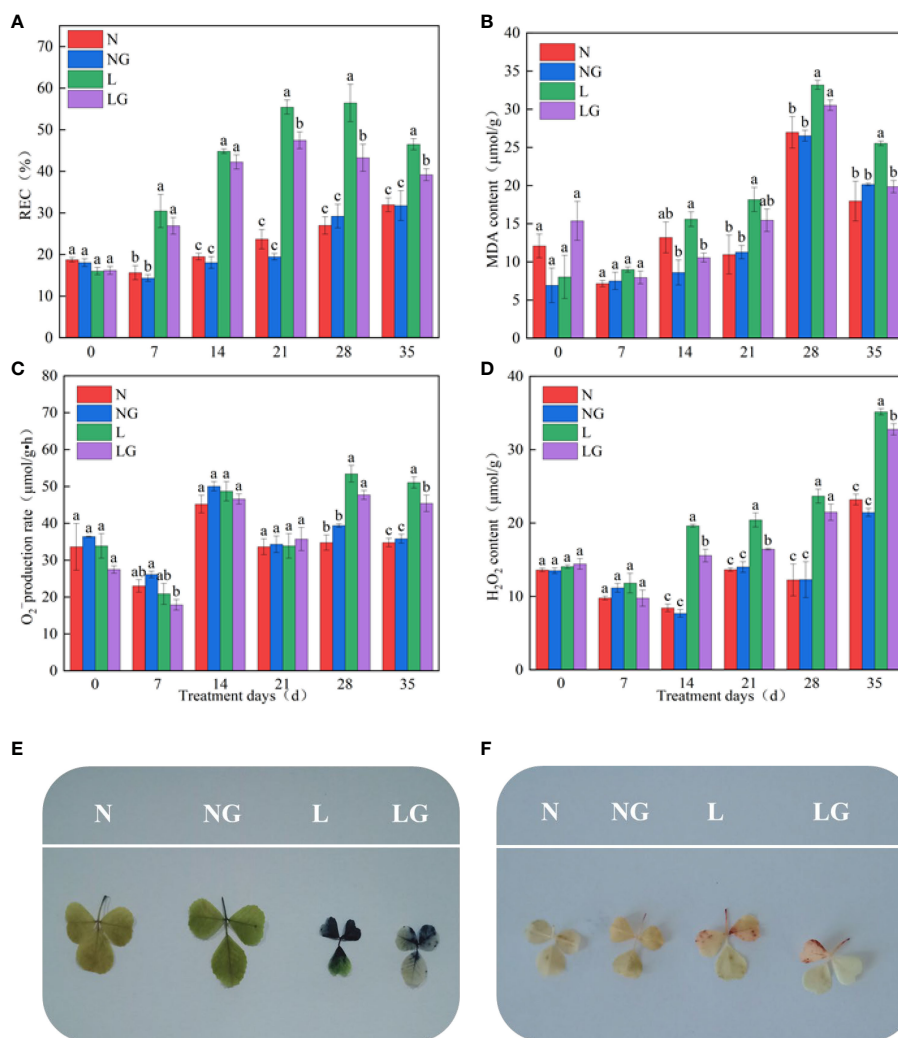 A
N
NG
L
LG
REC（%）
60
50
40
30
20
10
0
a a a a
b b a a
c c a a
c c a b
c c a b
c c a b
0 7 14 21 28 35
B
N
NG
L
LG
MDA content（μmol/g）
40
35
30
25
20
15
10
5
0
a a a a
a a a a
ab b a b
b b a ab
b b a a
b b a b
0 7 14 21 28 35
C
N
NG
L
LG
O₂⁻ production rate（μmol/g•h）
80
70
60
50
40
30
20
10
0
a a a a
ab a ab b
a a a a
a a a a
c b a a
c c a b
0 7 14 21 28 35
Treatment days（d）
D
N
NG
L
LG
H₂O₂ content（μmol/g）
40
30
20
10
0
a a a a
a a a a
c c a b
c c a b
c c a a
c c a b
0 7 14 21 28 35
Treatment days（d）
E
N NG L LG
F
N NG L LG